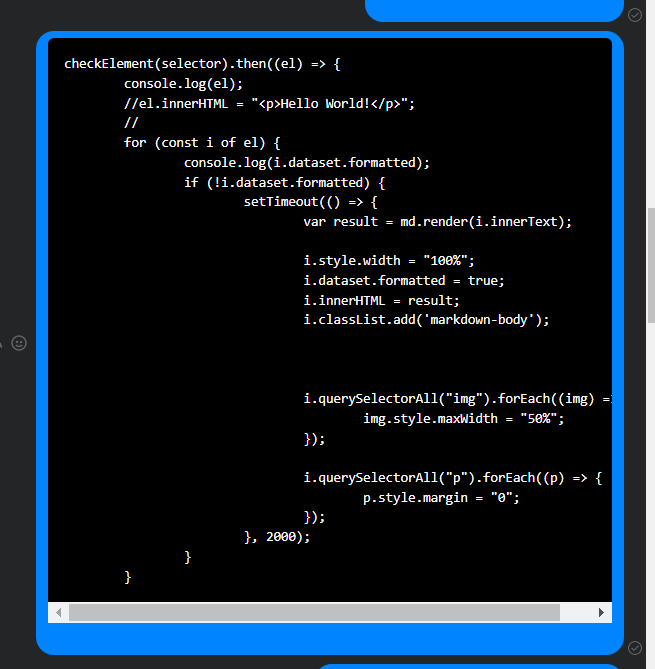 checkElement(selector).then((el) => {
console.log(el);
//el.innerHTML = "<p>Hello World!</p>";
//
for (const i of el) {
console.log(i.dataset.formatted);
if (!i.dataset.formatted) {
setTimeout(() => {
var result = md.render(i.innerText);
i.style.width = "100%";
i.dataset.formatted = true;
i.innerHTML = result;
i.classList.add('markdown-body');
i.querySelectorAll("img").forEach((img) =
img.style.maxWidth = "50%";
});
i.querySelectorAll("p").forEach((p) => {
p.style.margin = "0";
});
}, 2000);
}
}